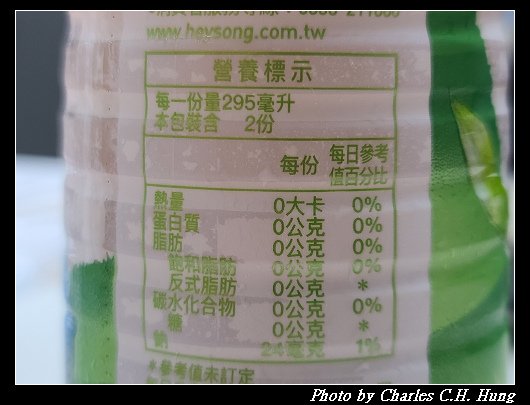 www.heysong.com.tw
營養標示
每一份量295毫升
本包裝含 2份
每份 每日參考值百分比
熱量 0大卡 0%
蛋白質 0公克 0%
脂肪 0公克 0%
飽和脂肪 0公克 0%
反式脂肪 0公克 *
碳水化合物 0公克 0%
糖 0公克 *
鈉 24毫克 1%
*參考值未訂定
Photo by Charles C.H. Hung